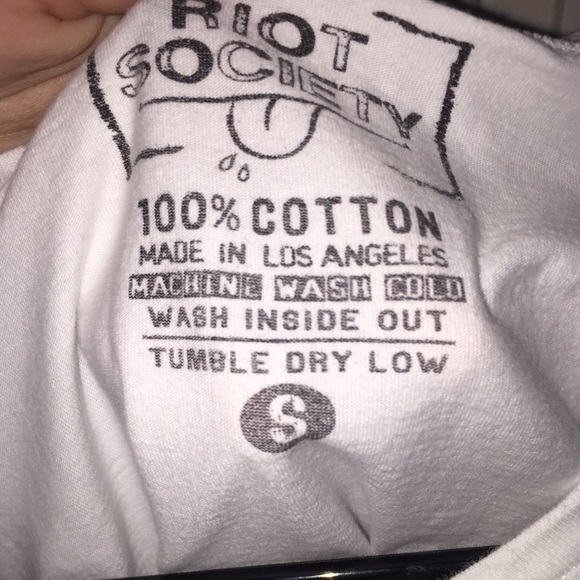 RIOT
SOCIETY
100% COTTON
MADE IN LOS ANGELES
MACHINE WASH COLD
WASH INSIDE OUT
TUMBLE DRY LOW
S